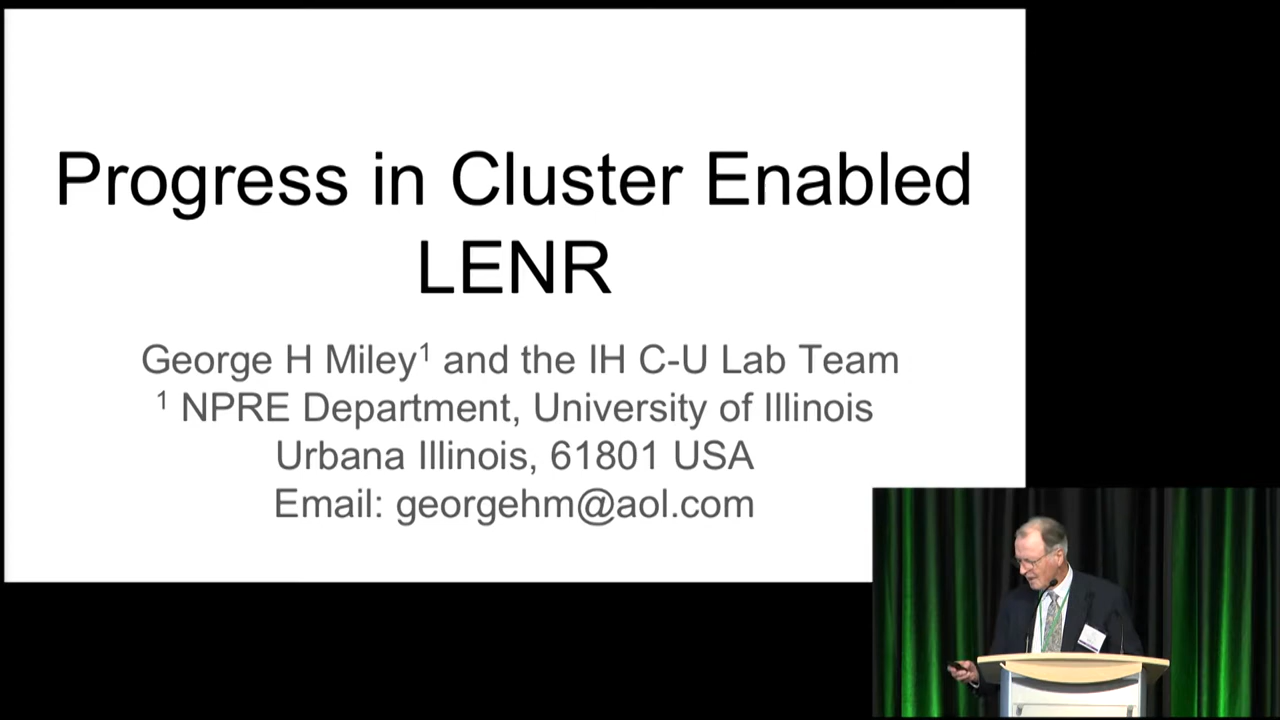 Progress in Cluster Enabled
LENR
George H Miley¹ and the IH C-U Lab Team
¹ NPRE Department, University of Illinois
Urbana Illinois, 61801 USA
Email: georgehm@aol.com